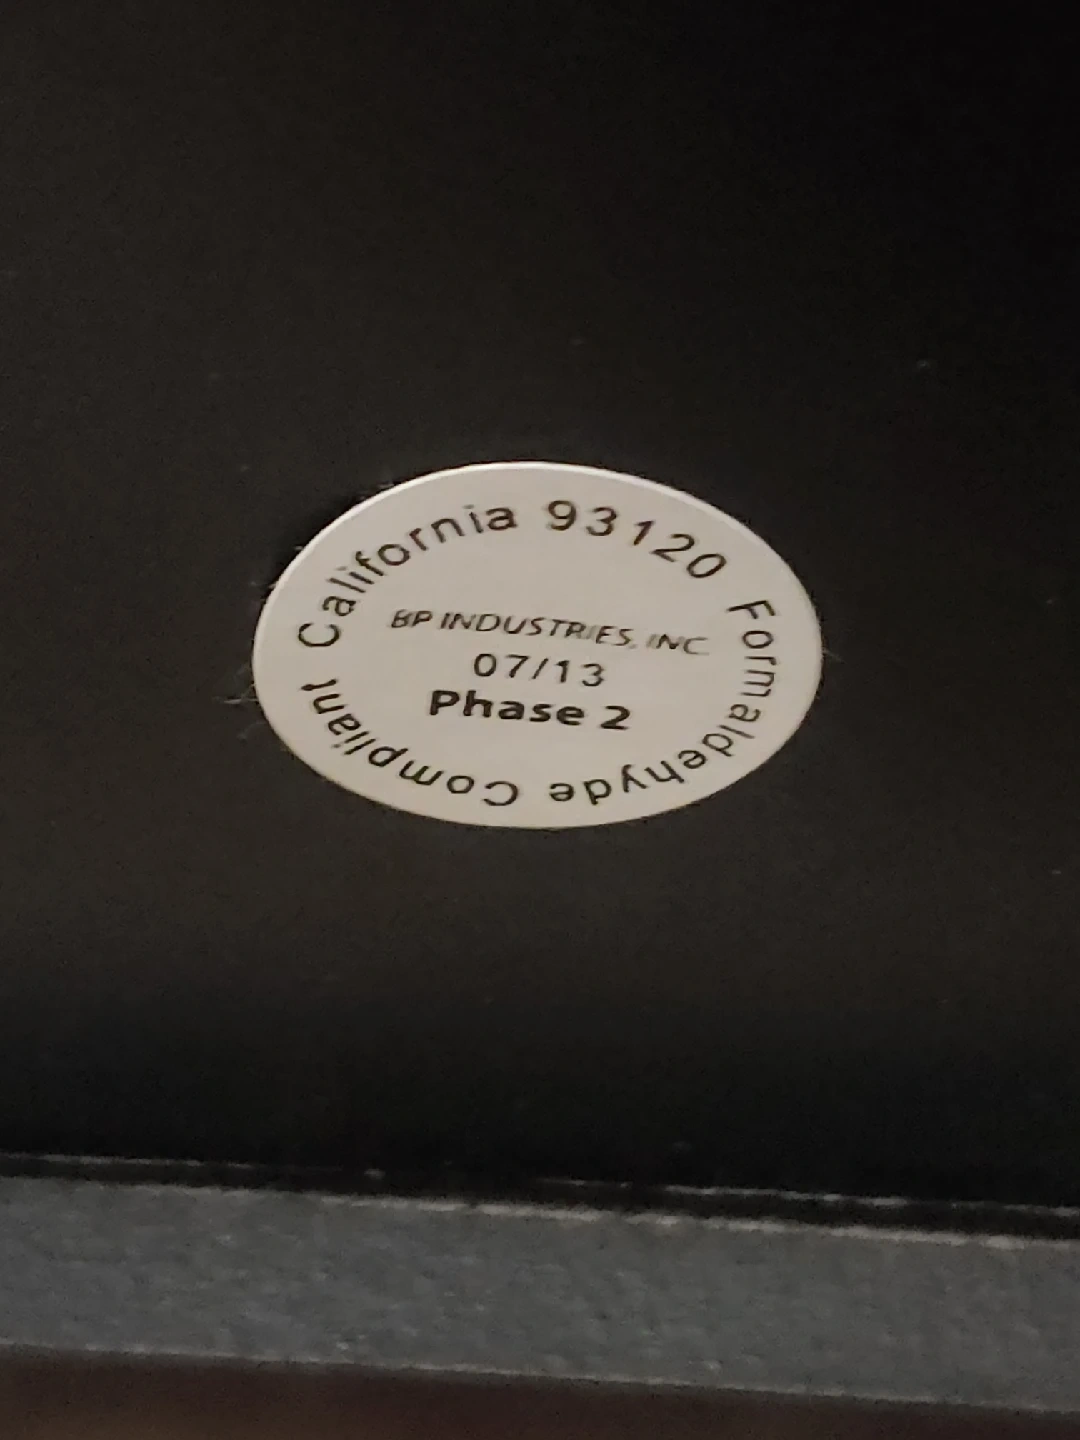 California 93120 Formaldehyde Compliant
BP INDUSTRIES, INC.
07/13
Phase 2